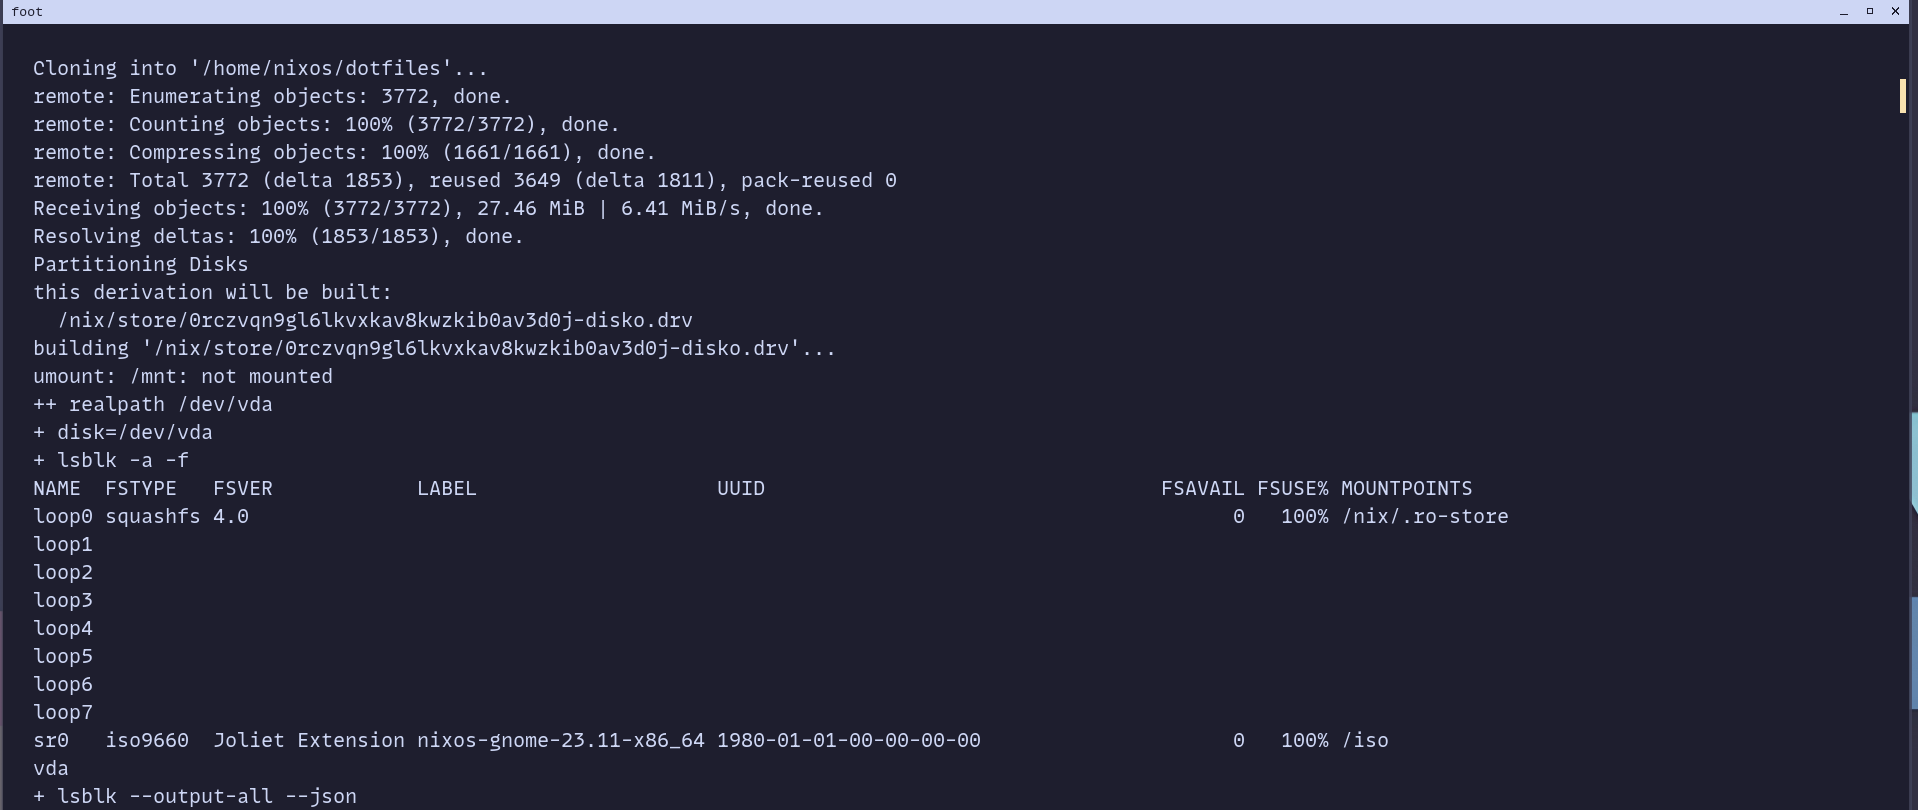 foot
Cloning into '/home/nixos/dotfiles'...
remote: Enumerating objects: 3772, done.
remote: Counting objects: 100% (3772/3772), done.
remote: Compressing objects: 100% (1661/1661), done.
remote: Total 3772 (delta 1853), reused 3649 (delta 1811), pack-reused 0
Receiving objects: 100% (3772/3772), 27.46 MiB | 6.41 MiB/s, done.
Resolving deltas: 100% (1853/1853), done.
Partitioning Disks
this derivation will be built:
  /nix/store/0rczvqn9gl6lkvxkav8kwzkib0av3d0j-disko.drv
building '/nix/store/0rczvqn9gl6lkvxkav8kwzkib0av3d0j-disko.drv'...
umount: /mnt: not mounted
++ realpath /dev/vda
+ disk=/dev/vda
+ lsblk -a -f
NAME  FSTYPE   FSVER            LABEL                    UUID                                 FSAVAIL FSUSE% MOUNTPOINTS
loop0 squashfs 4.0                                                                                  0   100% /nix/.ro-store
loop1
loop2
loop3
loop4
loop5
loop6
loop7
sr0   iso9660  Joliet Extension nixos-gnome-23.11-x86_64 1980-01-01-00-00-00-00                     0   100% /iso
vda
+ lsblk --output-all --json